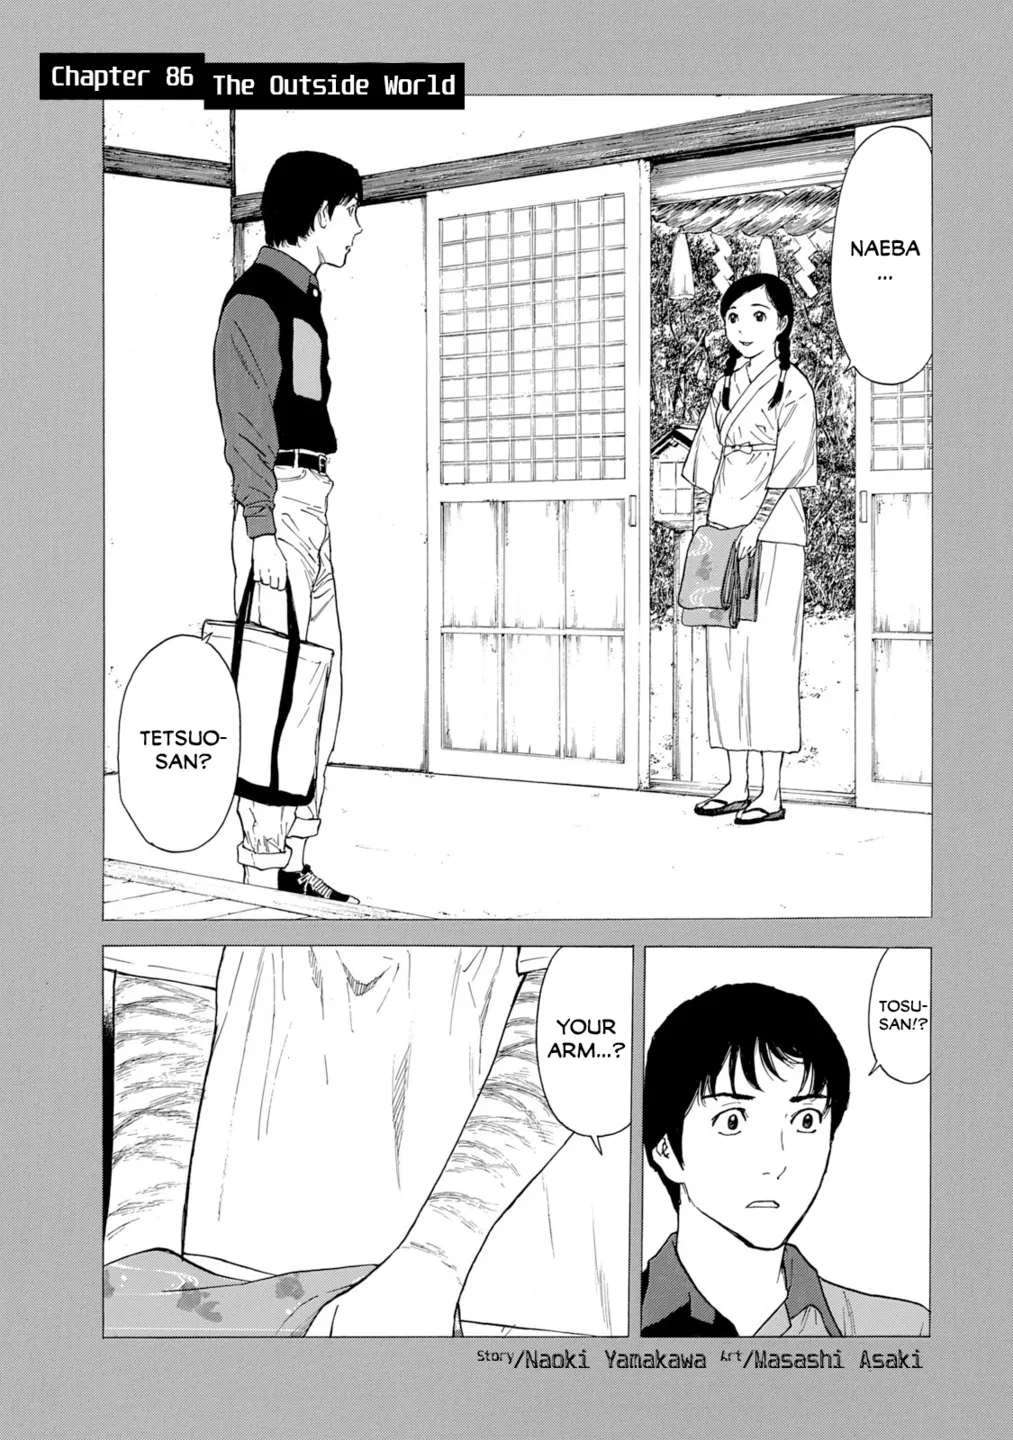 Chapter 86
The Outside World
NAEBA
...
TETSUO-
SAN?
YOUR
ARM...?
TOSU-
SAN!?
Story/Naoki Yamakawa Art/Masashi Asaki